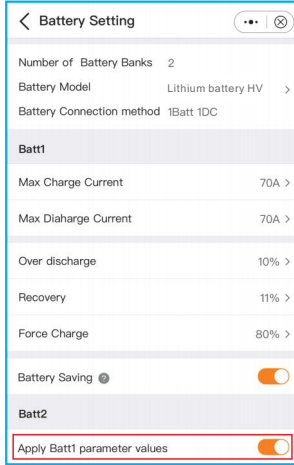 Battery Setting
Number of Battery Banks 2
Battery Model Lithium battery HV
Battery Connection method 1Batt 1DC
Batt1
Max Charge Current 70A
Max Diaharge Current 70A
Over discharge 10%
Recovery 11%
Force Charge 80%
Battery Saving ?
Batt2
Apply Batt1 parameter values